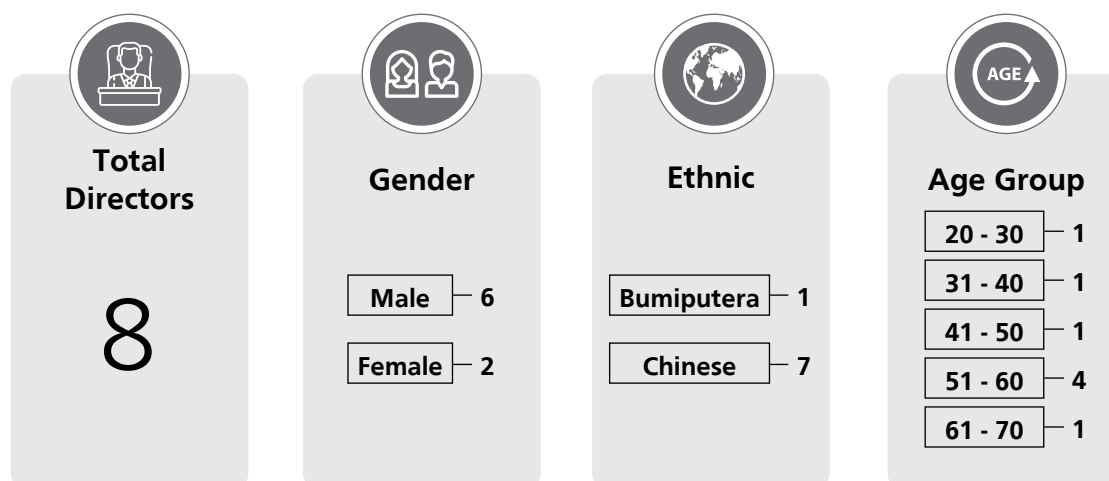 Total
Directors
8
Gender
Male 6
Female 2
Ethnic
Bumiputera 1
Chinese 7
AGE
Age Group
20 - 30 1
31 - 40 1
41 - 50 1
51 - 60 4
61 - 70 1